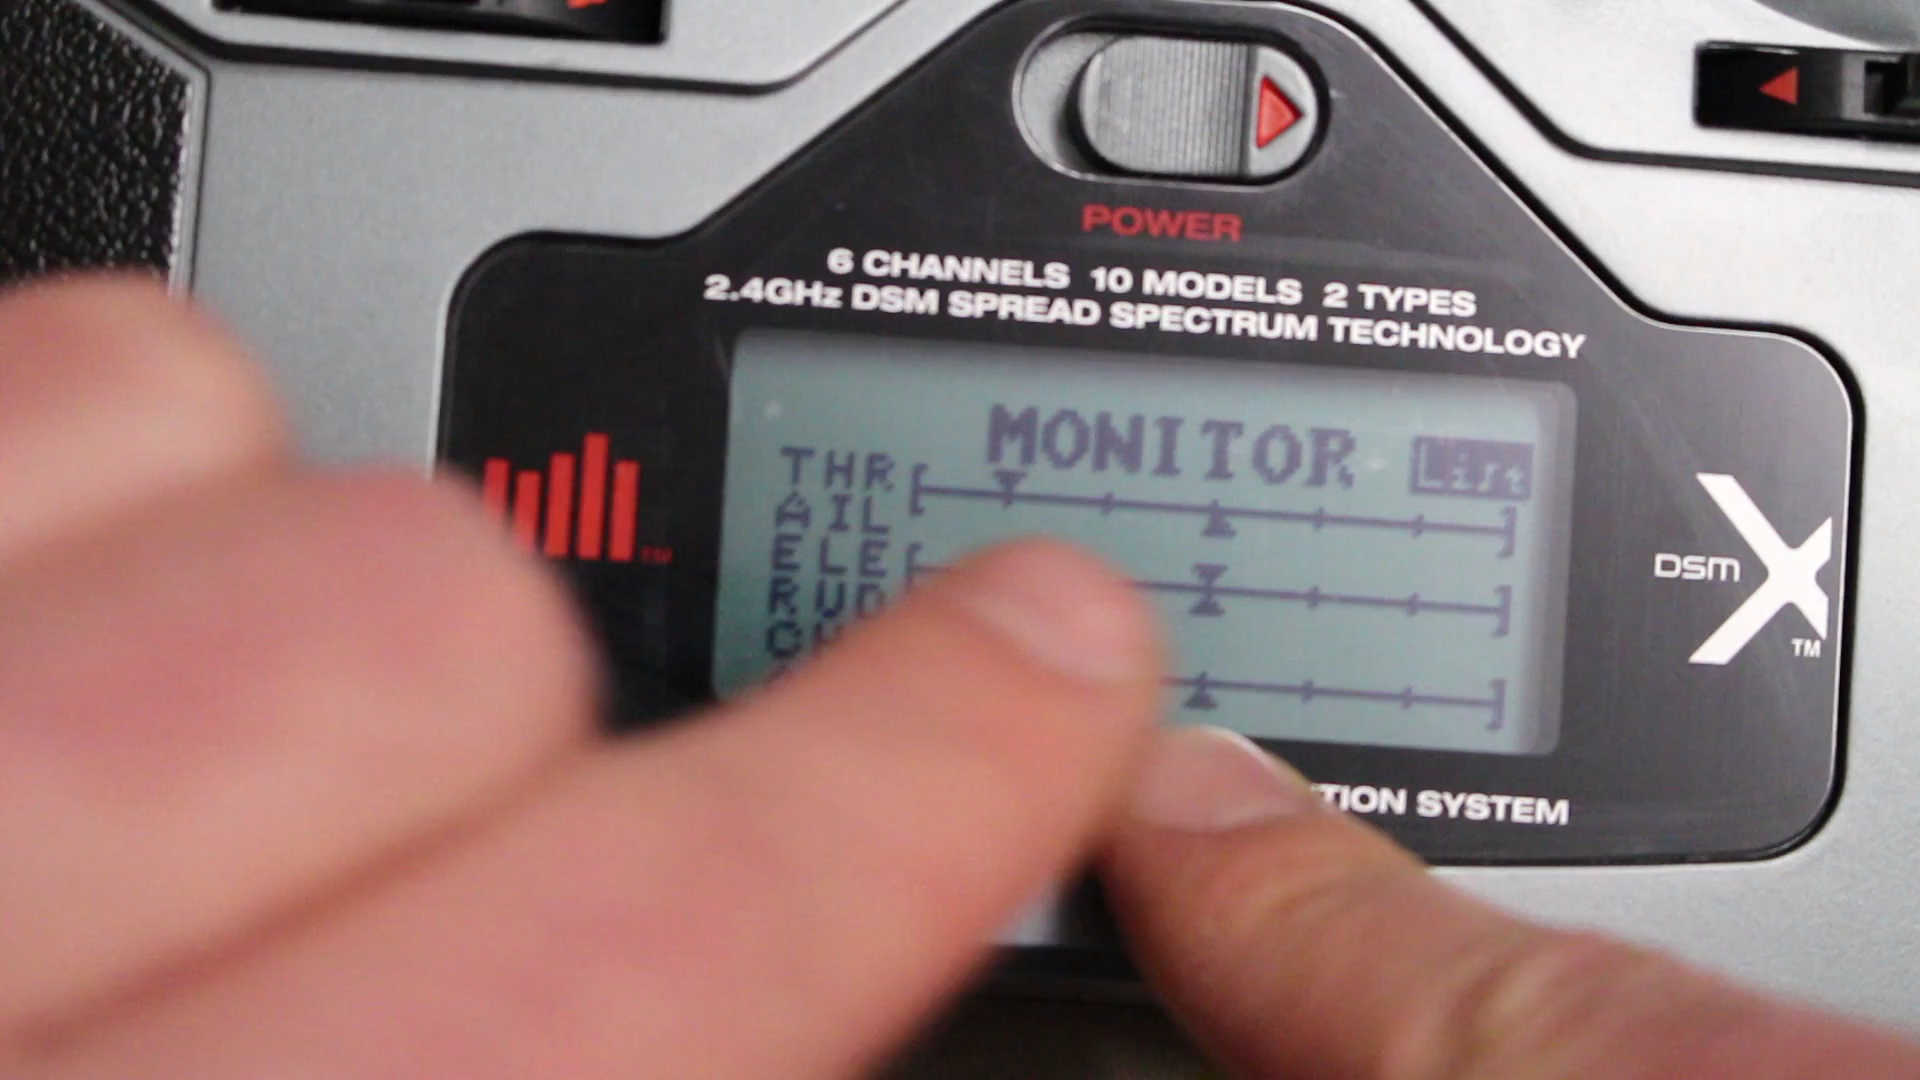 POWER
6 CHANNELS 10 MODELS 2 TYPES
2.4GHz DSM SPREAD SPECTRUM TECHNOLOGY
MONITOR List
THR
AIL
ELE
RUD
DSM X TM
TM
SYSTEM